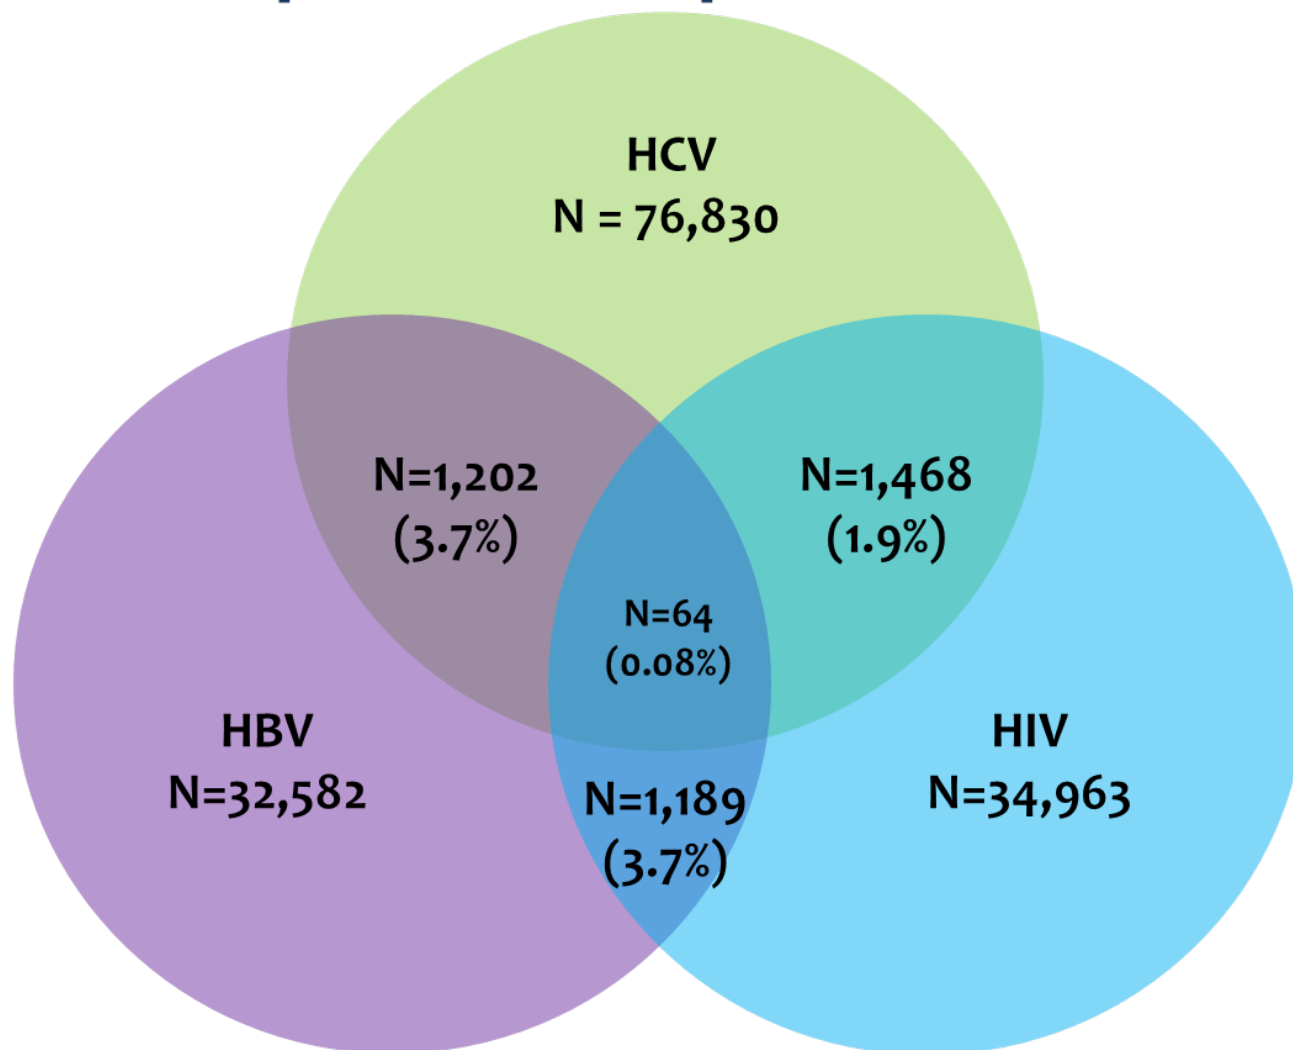 HCV
N = 76,830
N=1,202
(3.7%)
N=1,468
(1.9%)
N=64
(0.08%)
HBV
N=32,582
HIV
N=34,963
N=1,189
(3.7%)